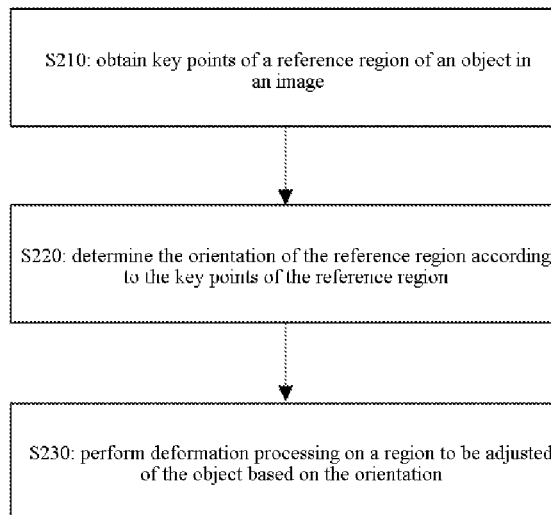 S210: obtain key points of a reference region of an object in
an image
S220: determine the orientation of the reference region according
to the key points of the reference region
S230: perform deformation processing on a region to be adjusted
of the object based on the orientation